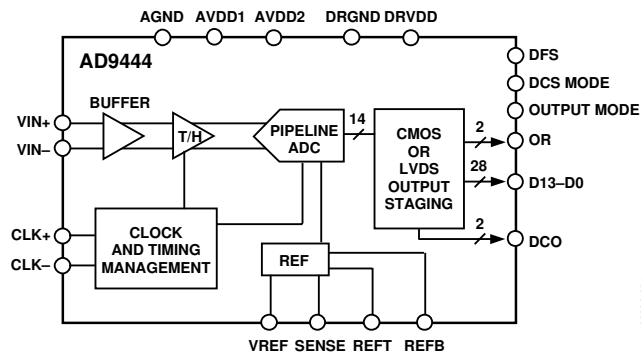 AGND AVDD1 AVDD2 DRGND DRVDD
AD9444
DFS
DCS MODE
OUTPUT MODE
BUFFER
VIN+
VIN–
T/H
PIPELINE
ADC
14
CMOS
OR
LVDS
OUTPUT
STAGING
2
OR
28
D13–D0
2
DCO
CLK+
CLK–
CLOCK
AND TIMING
MANAGEMENT
REF
VREF SENSE REFT REFB